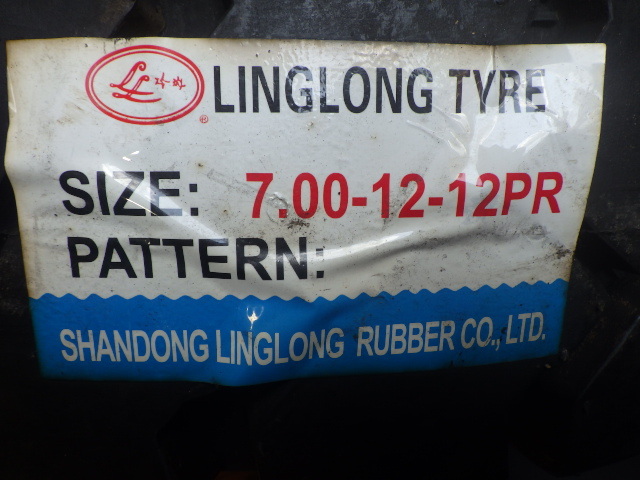 LINGLONG TYRE
SIZE: 7.00-12-12PR
PATTERN:
SHANDONG LINGLONG RUBBER CO., LTD.